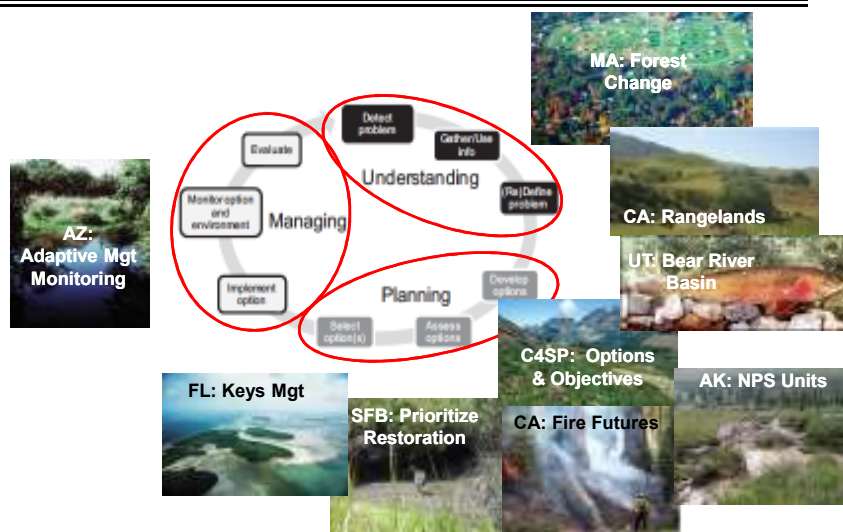 MA: Forest
Change
Detect
problem
Gather/Use
info
(Re)Define
problem
Understanding
Evaluate
Monitor option
and
environment
Managing
Implement
option
Planning
Develop
options
Assess
options
Select
option(s)
AZ:
Adaptive Mgt
Monitoring
CA: Rangelands
UT: Bear River
Basin
C4SP: Options
& Objectives
AK: NPS Units
FL: Keys Mgt
SFB: Prioritize
Restoration
CA: Fire Futures